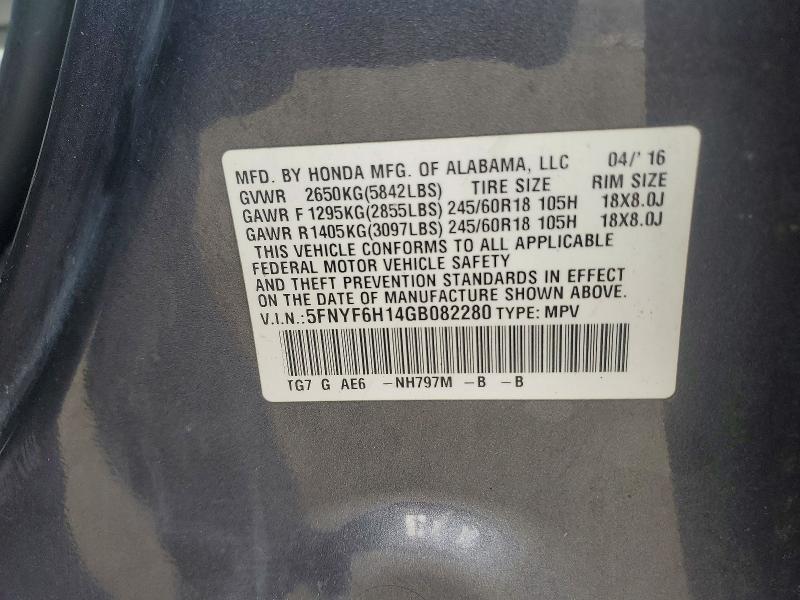 MFD. BY HONDA MFG. OF ALABAMA, LLC 04/' 16
GVWR 2650KG(5842LBS) TIRE SIZE RIM SIZE
GAWR F 1295KG(2855LBS) 245/60R18 105H 18X8.0J
GAWR R1405KG(3097LBS) 245/60R18 105H 18X8.0J
THIS VEHICLE CONFORMS TO ALL APPLICABLE
FEDERAL MOTOR VEHICLE SAFETY
AND THEFT PREVENTION STANDARDS IN EFFECT
ON THE DATE OF MANUFACTURE SHOWN ABOVE.
V.I.N.:5FNYF6H14GB082280 TYPE: MPV
TG7 G AE6 -NH797M -B -B